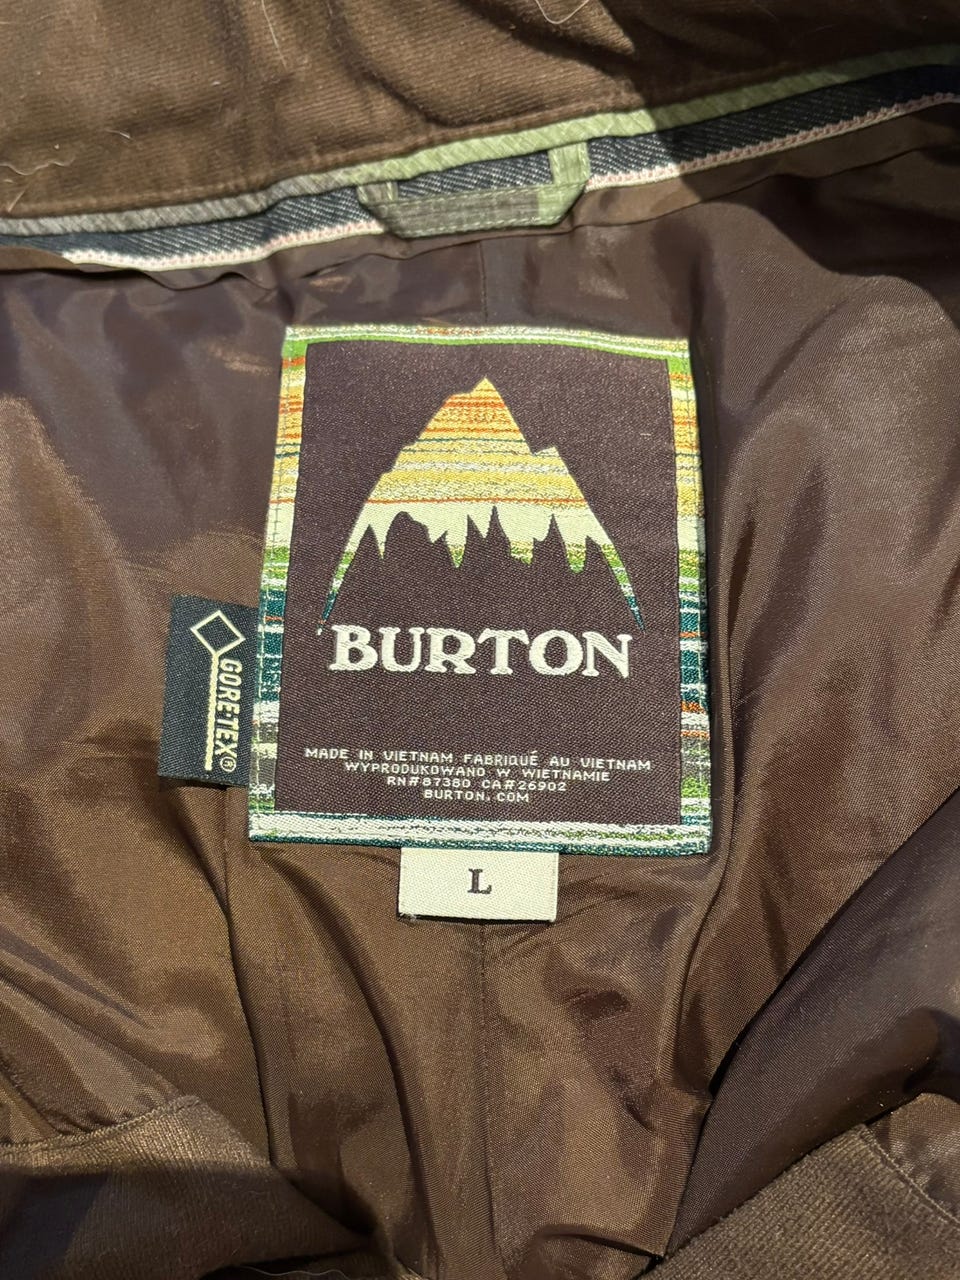 BURTON
GORE-TEX®
MADE IN VIETNAM FABRIQUÉ AU VIETNAM
WYPRODUKOWANO W WIETNAMIE
RN#87380 CA#26902
BURTON.COM
L